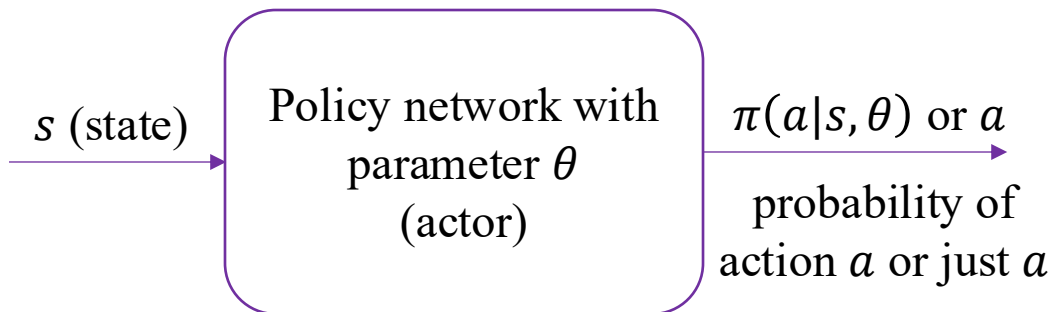 s (state)
Policy network with
parameter θ
(actor)
π(a|s, θ) or a
probability of
action a or just a